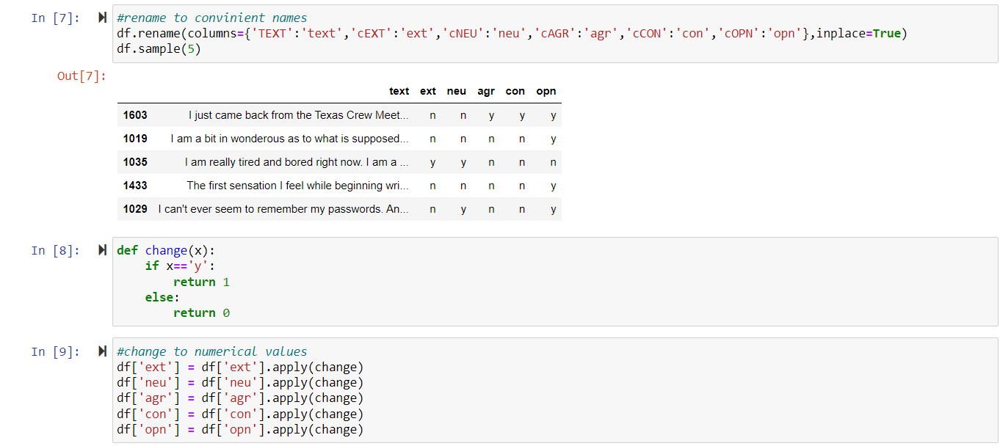 In [7]: #rename to convinient names
df.rename(columns={'TEXT':'text','cEXT':'ext','cNEU':'neu','cAGR':'agr','cCON':'con','cOPN':'opn'},inplace=True)
df.sample(5)
Out[7]:
text ext neu agr con opn
1603 I just came back from the Texas Crew Meet... n n y y y
1019 I am a bit in wonderous as to what is supposed... n n n n y
1035 I am really tired and bored right now. I am a ... y y n n n
1433 The first sensation I feel while beginning wri... n n n n y
1029 I can't ever seem to remember my passwords. An... n y n n y
In [8]: def change(x):
    if x=='y':
        return 1
    else:
        return 0
In [9]: #change to numerical values
df['ext'] = df['ext'].apply(change)
df['neu'] = df['neu'].apply(change)
df['agr'] = df['agr'].apply(change)
df['con'] = df['con'].apply(change)
df['opn'] = df['opn'].apply(change)